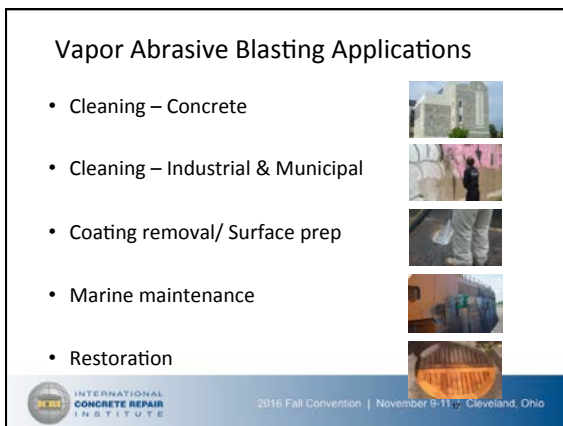 Vapor Abrasive Blasting Applications
• Cleaning – Concrete
• Cleaning – Industrial & Municipal
• Coating removal/ Surface prep
• Marine maintenance
• Restoration
INTERNATIONAL
CONCRETE REPAIR
INSTITUTE
2016 Fall Convention | November 9-11, Cleveland, Ohio
17